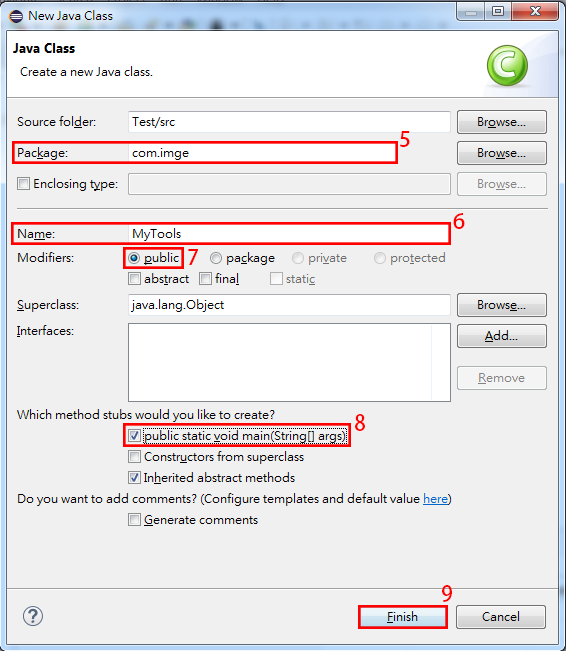 New Java Class
Java Class
Create a new Java class.
Source folder: Test/src Browse...
5
Package: com.imge Browse...
Enclosing type: Browse...
6
Name: MyTools
Modifiers: public 7 package private protected
abstract final static
Superclass: java.lang.Object Browse...
Interfaces: Add...
Remove
Which method stubs would you like to create?
public static void main(String[] args) 8
Constructors from superclass
Inherited abstract methods
Do you want to add comments? (Configure templates and default value here)
Generate comments
9
? Finish Cancel